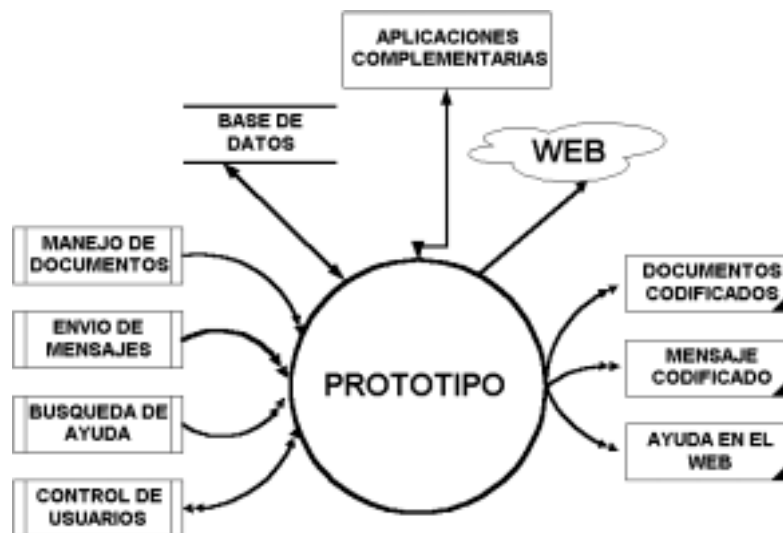 APLICACIONES
COMPLEMENTARIAS
BASE DE
DATOS
WEB
MANEJO DE
DOCUMENTOS
ENVIO DE
MENSAJES
BUSQUEDA DE
AYUDA
CONTROL DE
USUARIOS
PROTOTIPO
DOCUMENTOS
CODIFICADOS
MENSAJE
CODIFICADO
AYUDA EN EL
WEB